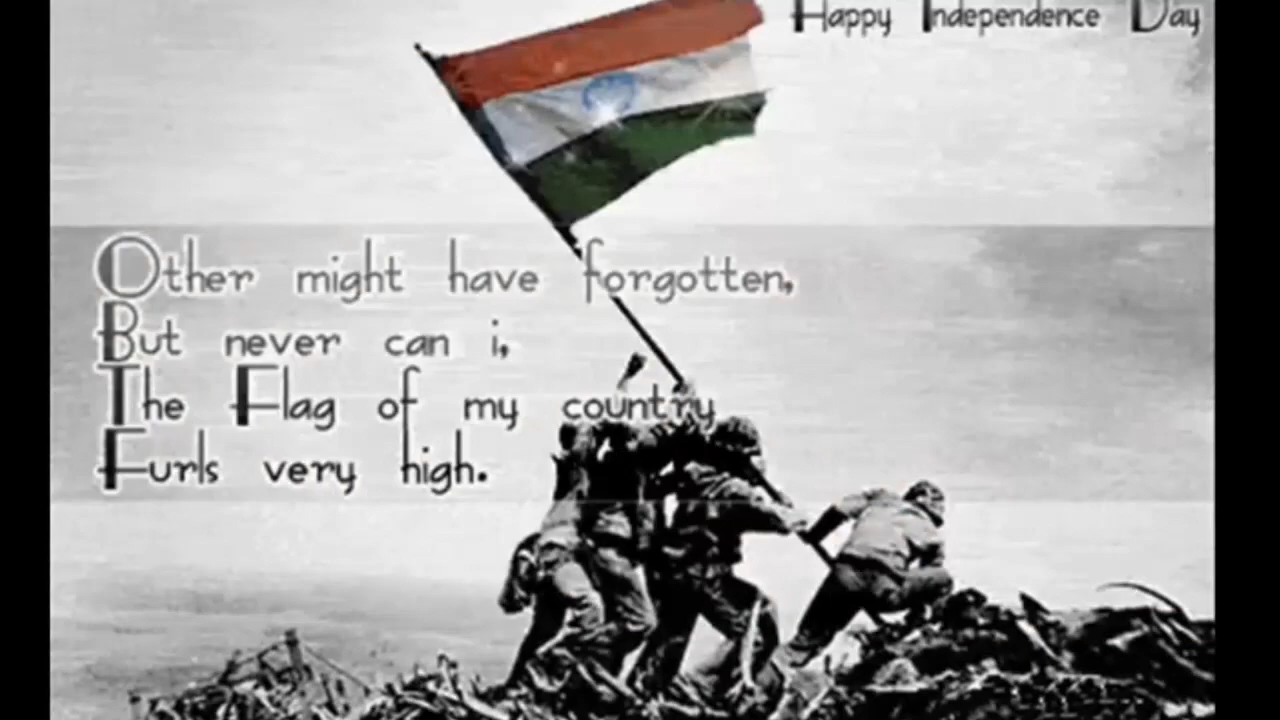 Happy Independence Day
Other might have forgotten,
But never can i,
The Flag of my country
Furls very high.